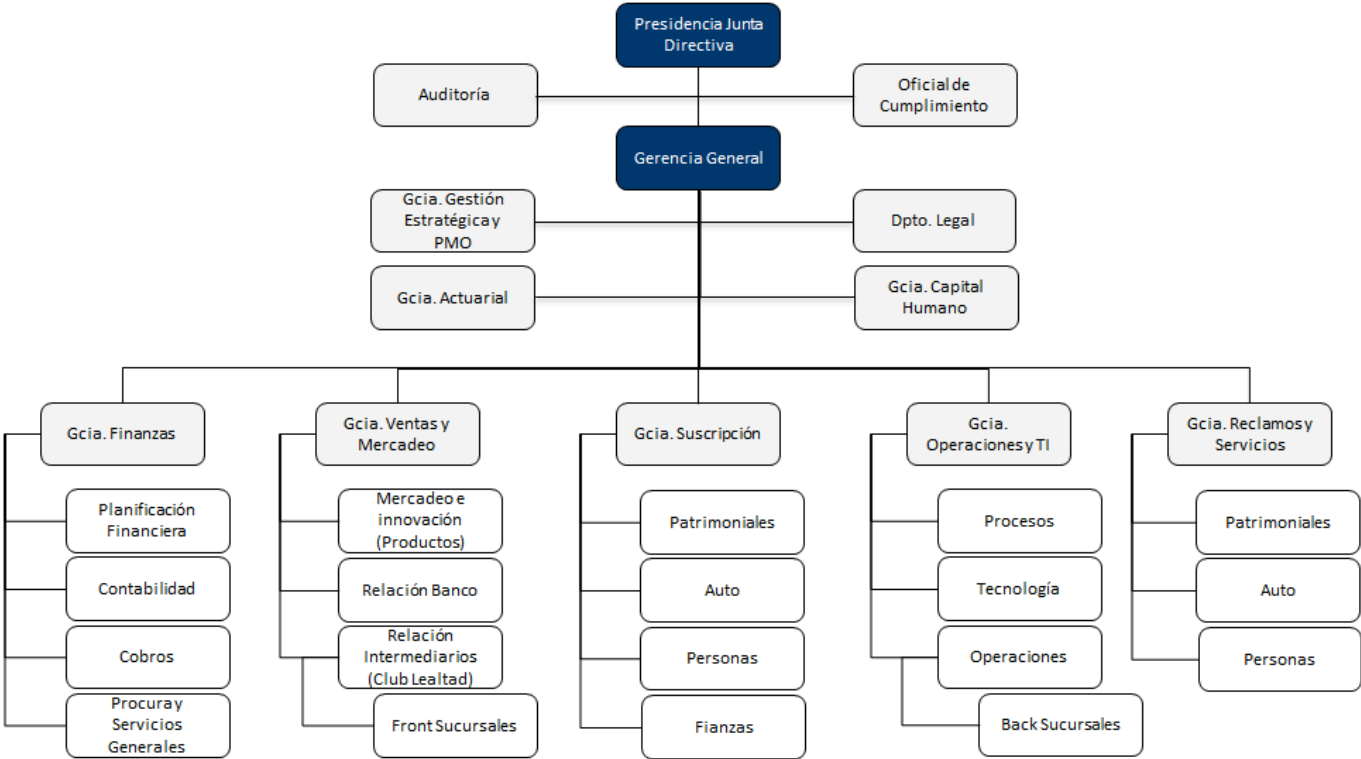 Presidencia Junta
Directiva
Auditoría
Oficial de
Cumplimiento
Gerencia General
Gcia. Gestión
Estratégica y
PMO
Dpto. Legal
Gcia. Actuarial
Gcia. Capital
Humano
Gcia. Finanzas
Gcia. Ventas y
Mercadeo
Gcia. Suscripción
Gcia.
Operaciones y TI
Gcia. Reclamos y
Servicios
Planificación
Financiera
Contabilidad
Cobros
Procura y
Servicios
Generales
Mercadeo e
innovación
(Productos)
Relación Banco
Relación
Intermediarios
(Club Lealtad)
Front Sucursales
Patrimoniales
Auto
Personas
Fianzas
Procesos
Tecnología
Operaciones
Back Sucursales
Patrimoniales
Auto
Personas